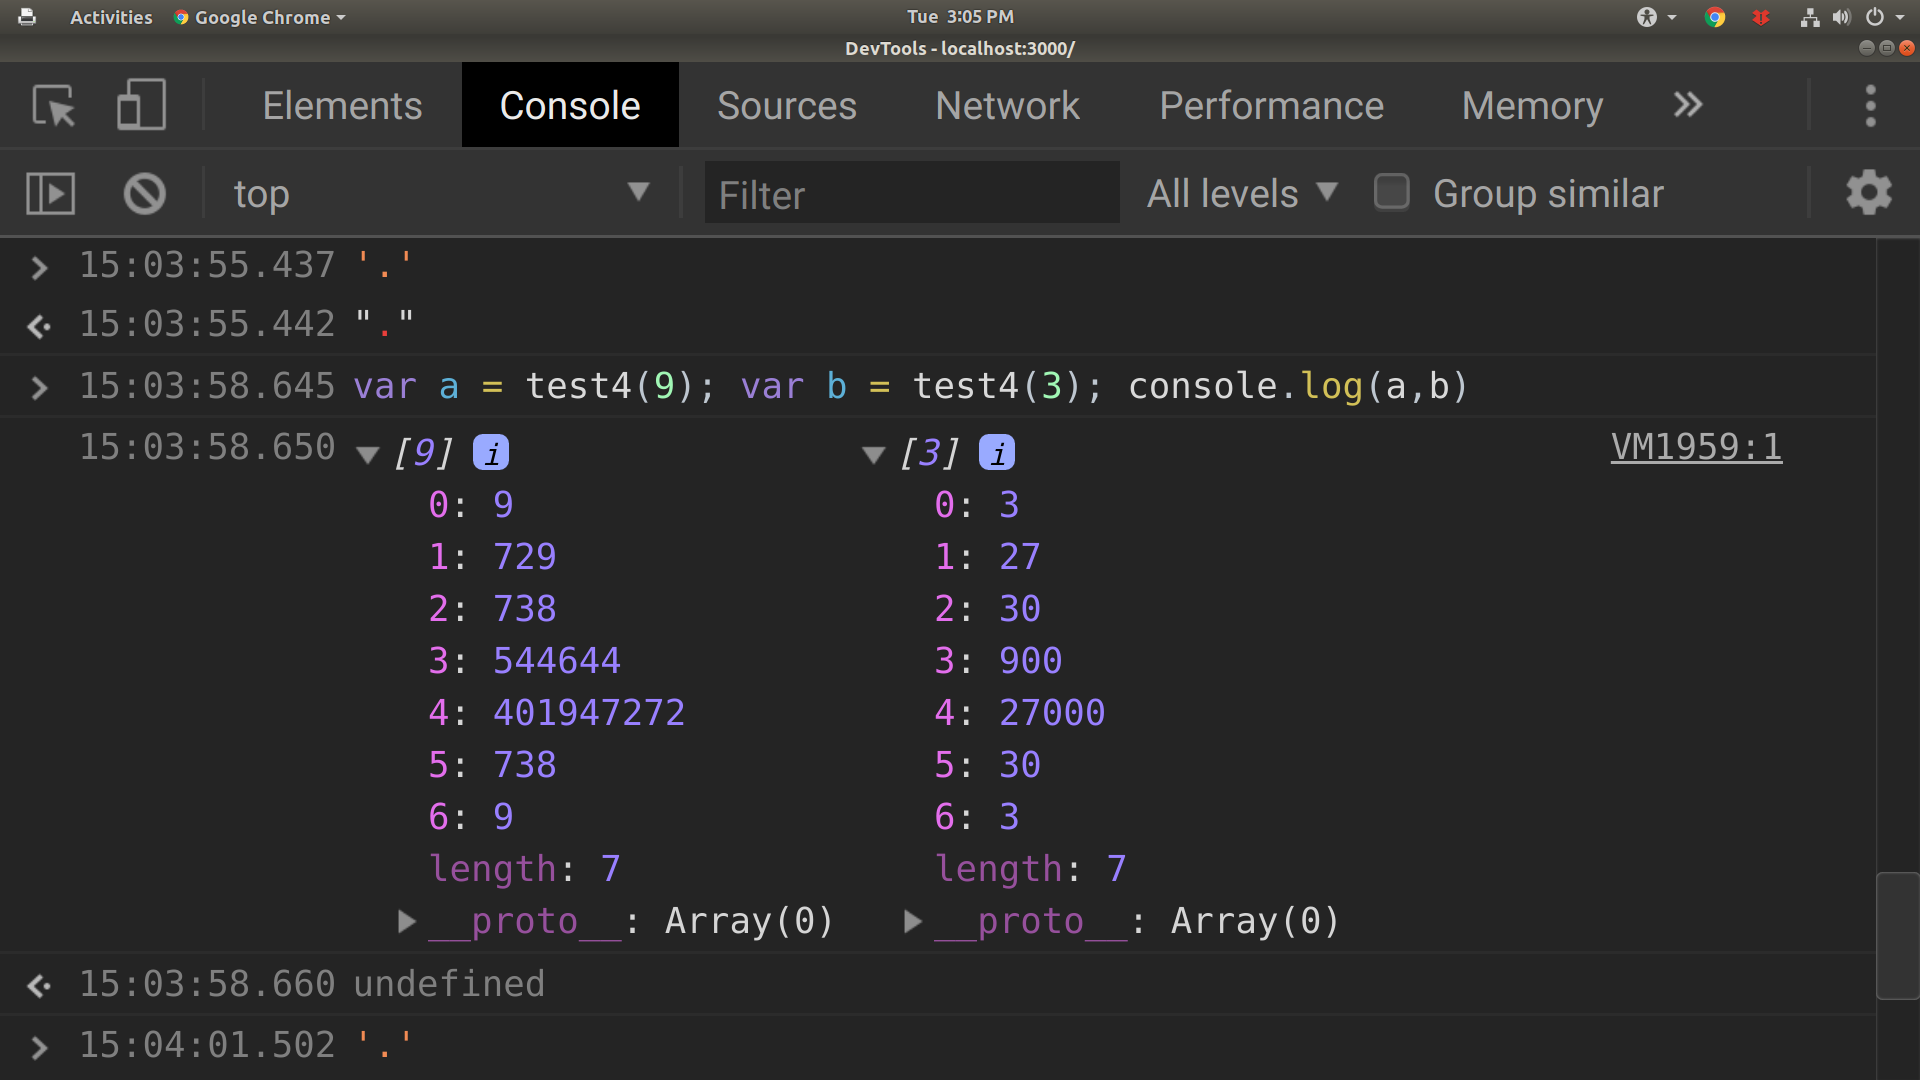 Activities Google Chrome Tue 3:05 PM
DevTools - localhost:3000/
Elements Console Sources Network Performance Memory
top Filter All levels Group similar
15:03:55.437 '.'
15:03:55.442 "."
15:03:58.645 var a = test4(9); var b = test4(3); console.log(a,b)
15:03:58.650 [9] i [3] i VM1959:1
0: 9 0: 3
1: 729 1: 27
2: 738 2: 30
3: 544644 3: 900
4: 401947272 4: 27000
5: 738 5: 30
6: 9 6: 3
length: 7 length: 7
__proto__: Array(0) __proto__: Array(0)
15:03:58.660 undefined
15:04:01.502 '.'